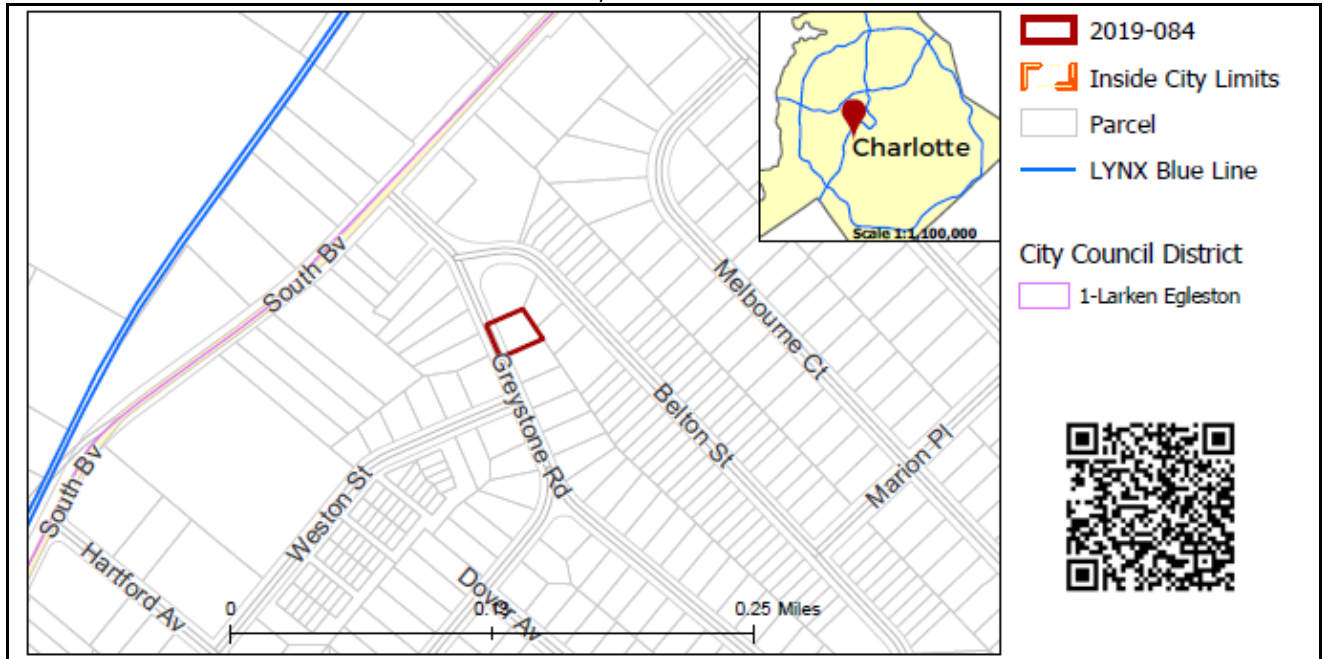 2019-084
Inside City Limits
Parcel
LYNX Blue Line
City Council District
1-Larken Egleston
Charlotte
Scale 1:1,100,000
South Bv
Melbourne Ct
Greystone Rd
Belton St
Marion Pl
South Bv
Weston St
Hartford Av
Dover Av
0
0.25 Miles